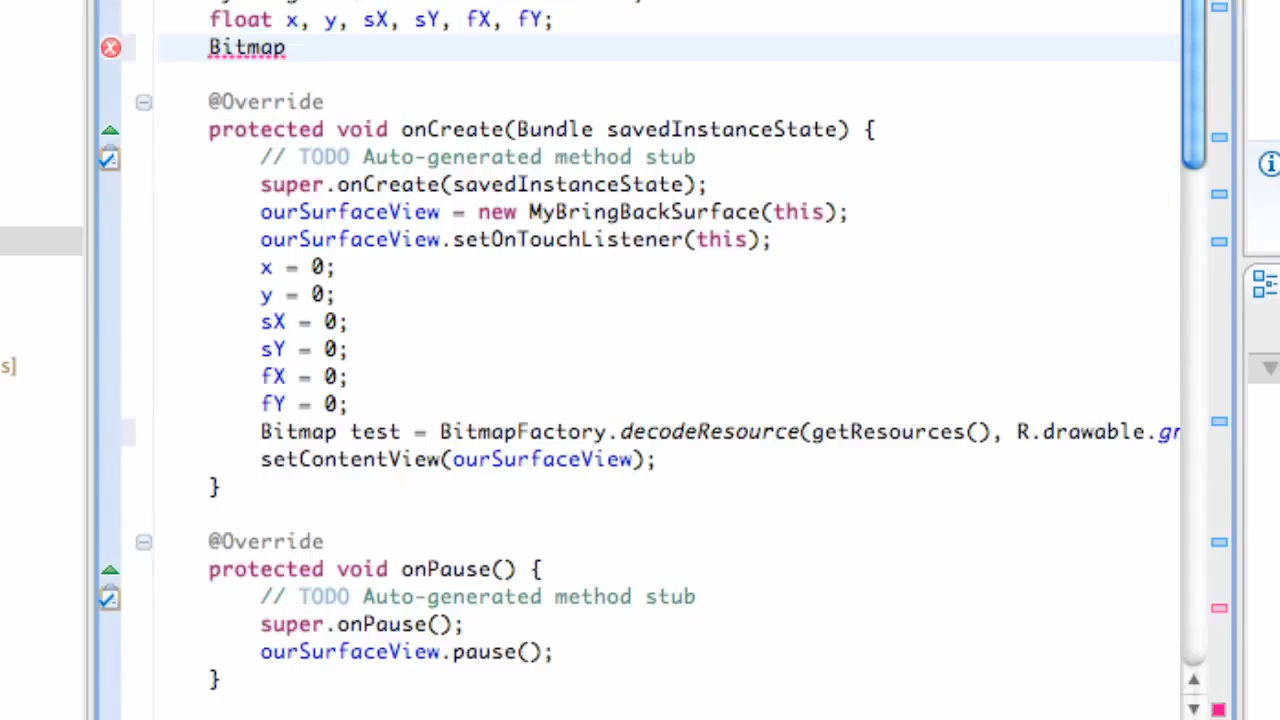 float x, y, sX, sY, fX, fY;
Bitmap
@Override
protected void onCreate(Bundle savedInstanceState) {
// TODO Auto-generated method stub
super.onCreate(savedInstanceState);
ourSurfaceView = new MyBringBackSurface(this);
ourSurfaceView.setOnTouchListener(this);
x = 0;
y = 0;
sX = 0;
sY = 0;
s]
fX = 0;
fY = 0;
Bitmap test = BitmapFactory.decodeResource(getResources(), R.drawable.gr
setContentView(ourSurfaceView);
}
@Override
protected void onPause() {
// TODO Auto-generated method stub
super.onPause();
ourSurfaceView.pause();
}